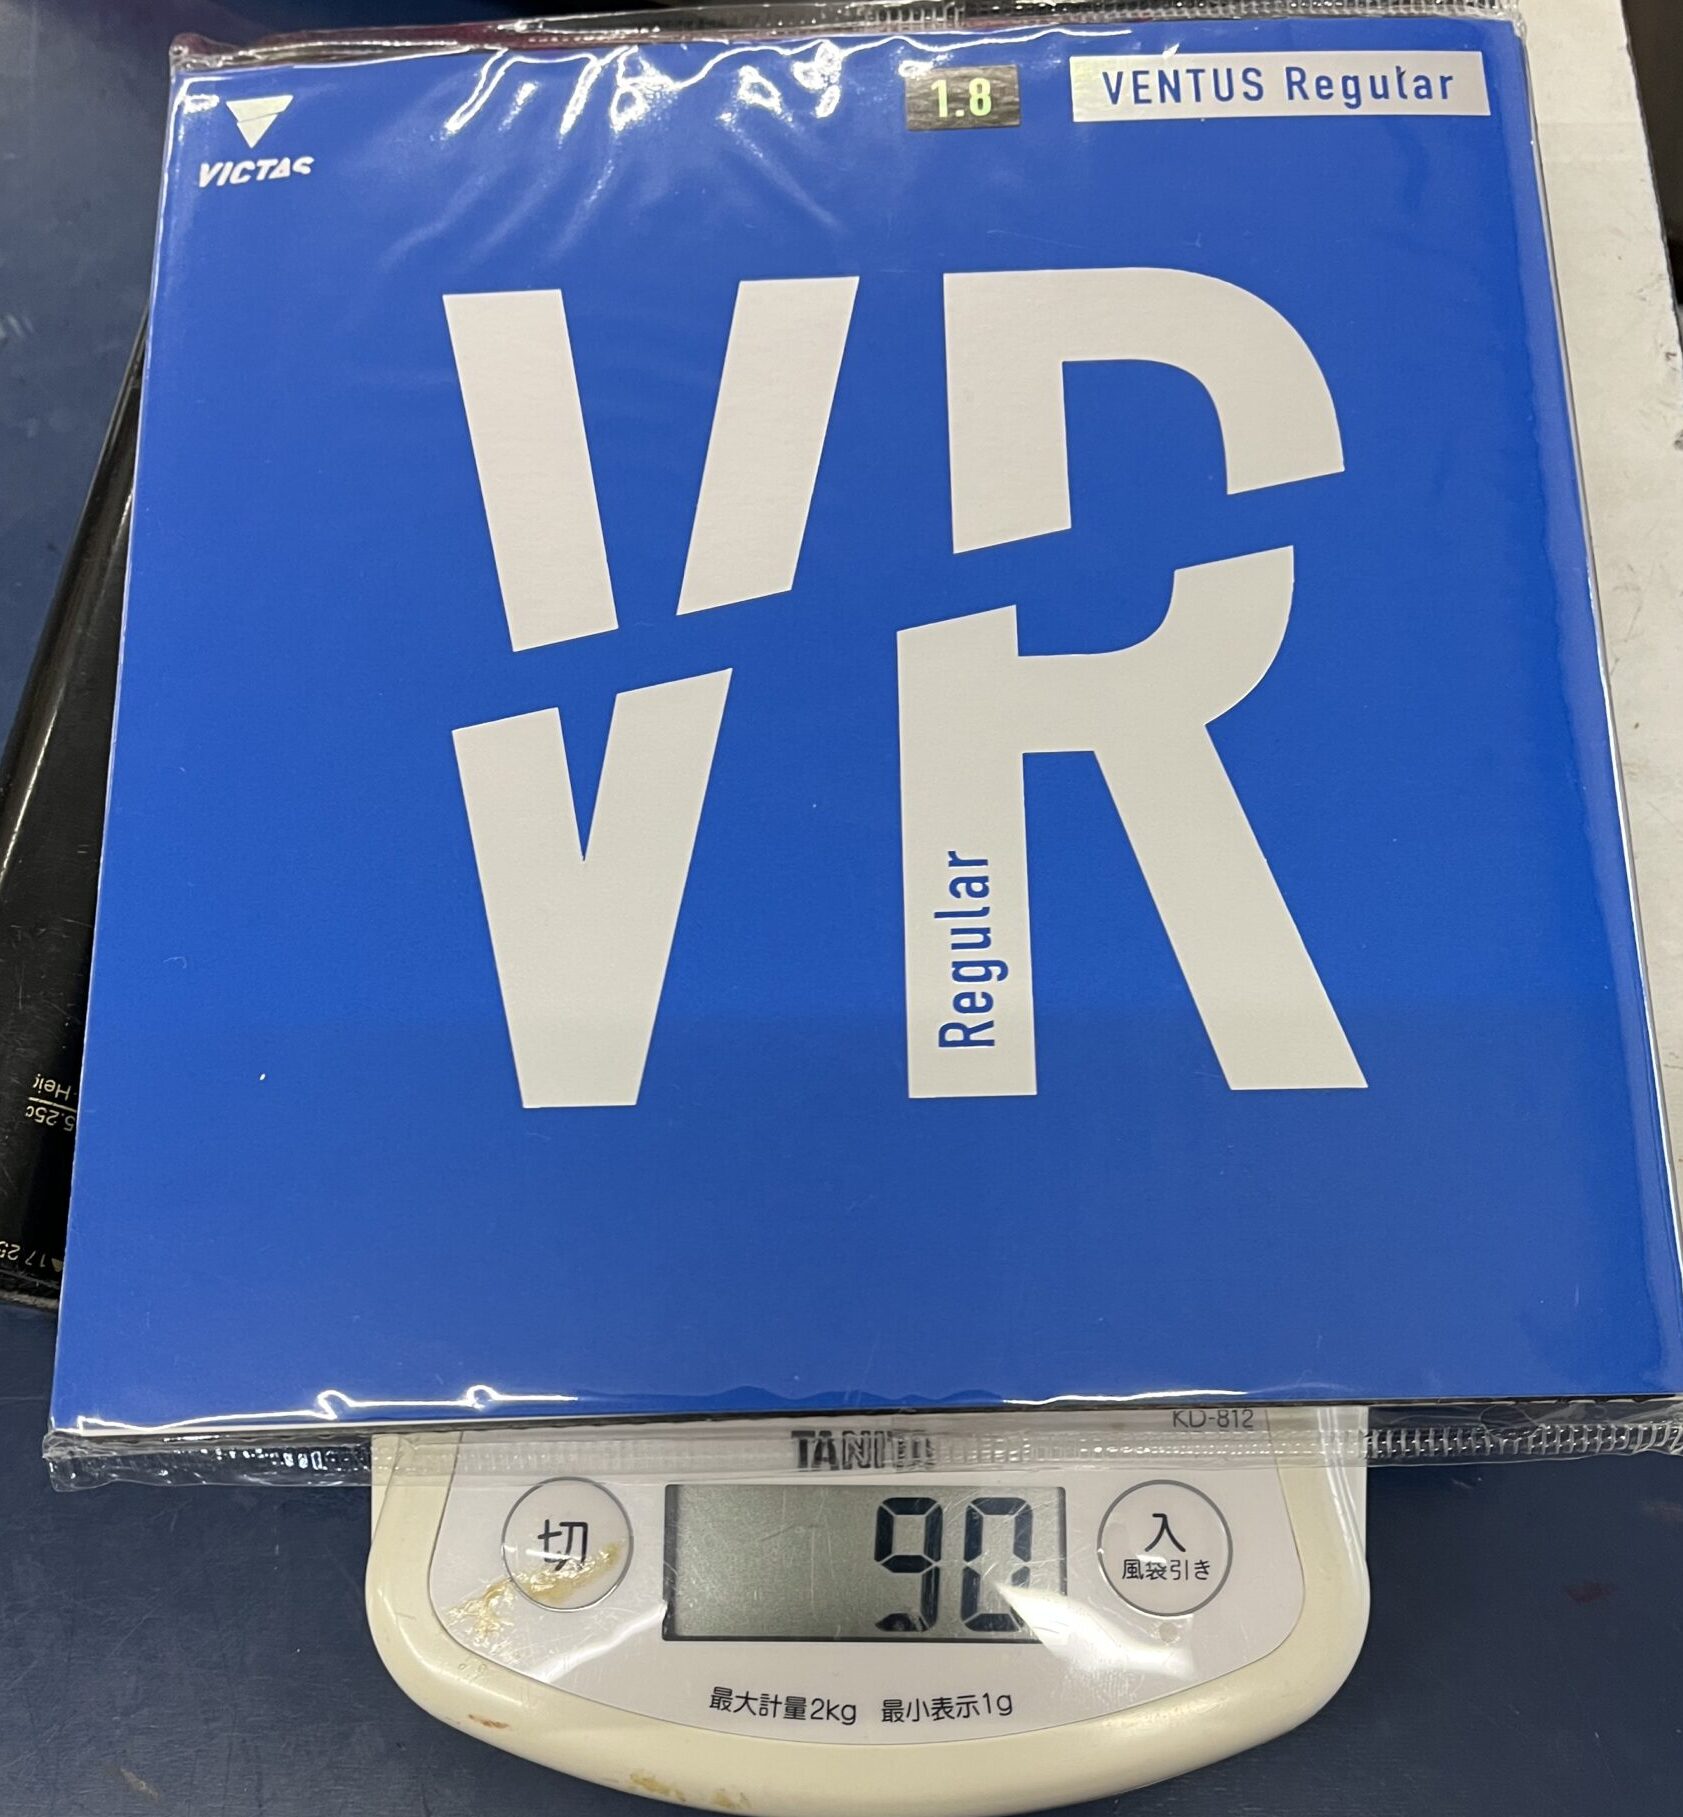 VICTAS
1.8
VENTUS Regular
VR
Regular
KD-812
TANITA
切
90
入
風袋引き
最大計量2kg 最小表示1g